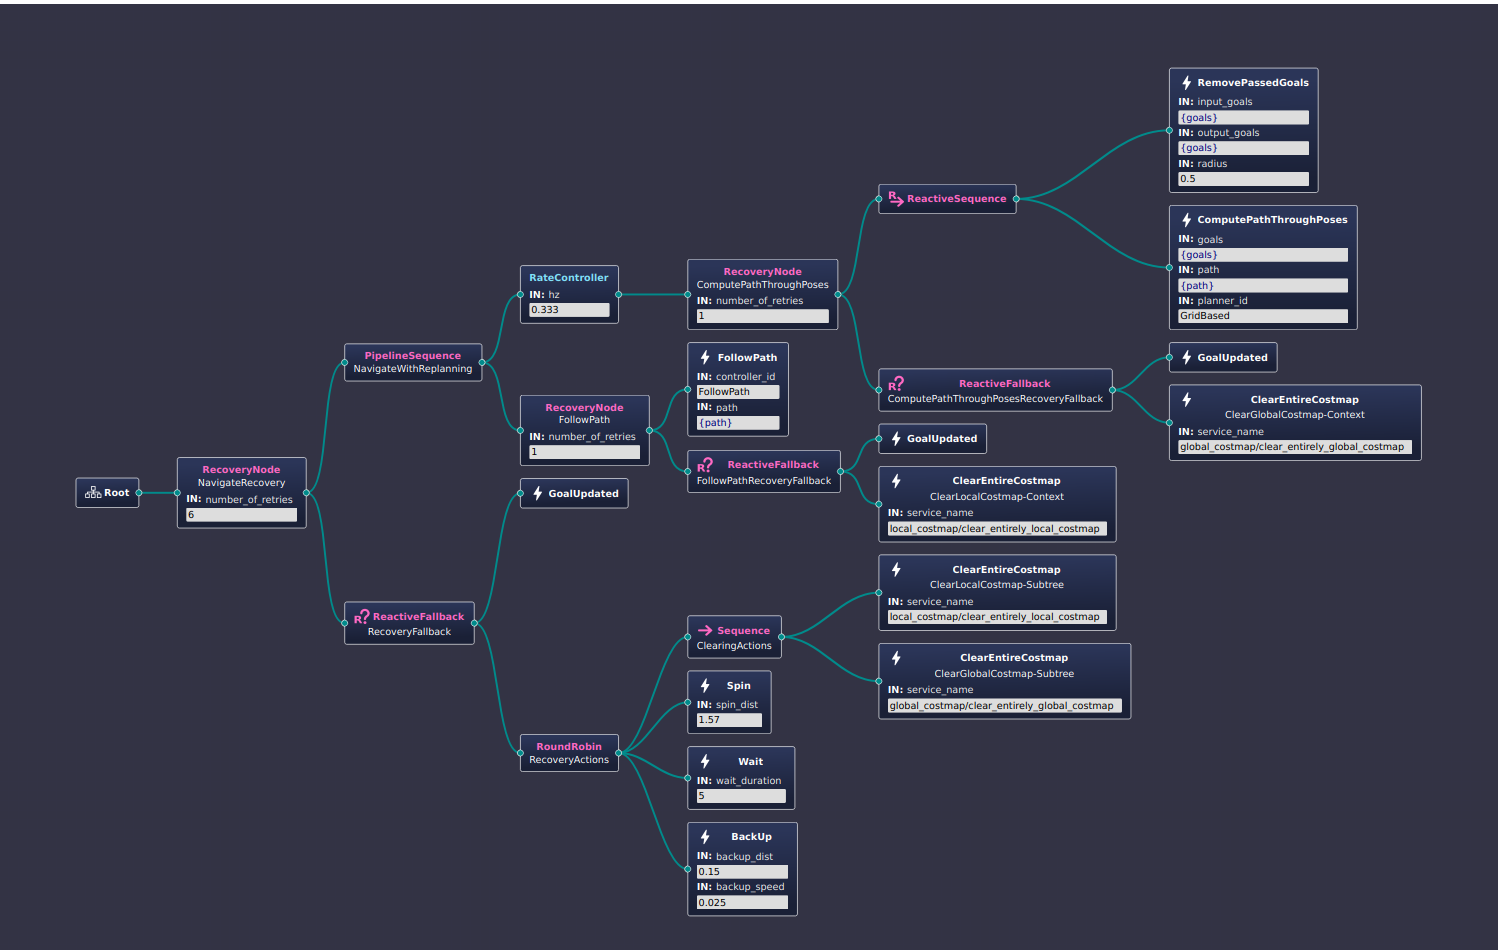 Root
RecoveryNode
NavigateRecovery
IN: number_of_retries
6
PipelineSequence
NavigateWithReplanning
RateController
IN: hz
0.333
RecoveryNode
ComputePathThroughPoses
IN: number_of_retries
1
R
ReactiveSequence
RemovePassedGoals
IN: input_goals
{goals}
IN: output_goals
{goals}
IN: radius
0.5
ComputePathThroughPoses
IN: goals
{goals}
IN: path
{path}
IN: planner_id
GridBased
R? ReactiveFallback
ComputePathThroughPosesRecoveryFallback
GoalUpdated
ClearEntireCostmap
ClearGlobalCostmap-Context
IN: service_name
global_costmap/clear_entirely_global_costmap
RecoveryNode
FollowPath
IN: number_of_retries
1
FollowPath
IN: controller_id
FollowPath
IN: path
{path}
R? ReactiveFallback
FollowPathRecoveryFallback
GoalUpdated
ClearEntireCostmap
ClearLocalCostmap-Context
IN: service_name
local_costmap/clear_entirely_local_costmap
R? ReactiveFallback
RecoveryFallback
GoalUpdated
RoundRobin
RecoveryActions
Sequence
ClearingActions
ClearEntireCostmap
ClearLocalCostmap-Subtree
IN: service_name
local_costmap/clear_entirely_local_costmap
ClearEntireCostmap
ClearGlobalCostmap-Subtree
IN: service_name
global_costmap/clear_entirely_global_costmap
Spin
IN: spin_dist
1.57
Wait
IN: wait_duration
5
BackUp
IN: backup_dist
0.15
IN: backup_speed
0.025